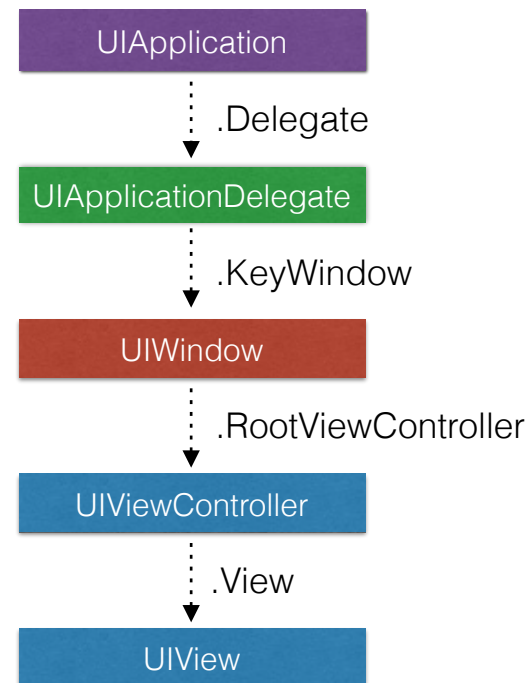 UIApplication
.Delegate
UIApplicationDelegate
.KeyWindow
UIWindow
.RootViewController
UIViewController
.View
UIView